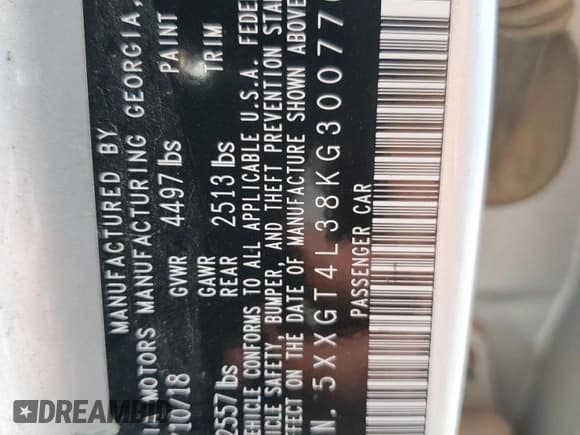 MANUFACTURED BY
MOTORS MANUFACTURING GEORGIA,
10/18 GVWR 4497 lbs PAINT
GAWR TRIM
2557 lbs REAR 2513 lbs
VEHICLE CONFORMS TO ALL APPLICABLE U.S.A. FEDE
HICLE SAFETY, BUMPER, AND THEFT PREVENTION STA
EFFECT ON THE DATE OF MANUFACTURE SHOWN ABOVE
N. 5XXGT4L38KG30077
PASSENGER CAR
DREAMBID